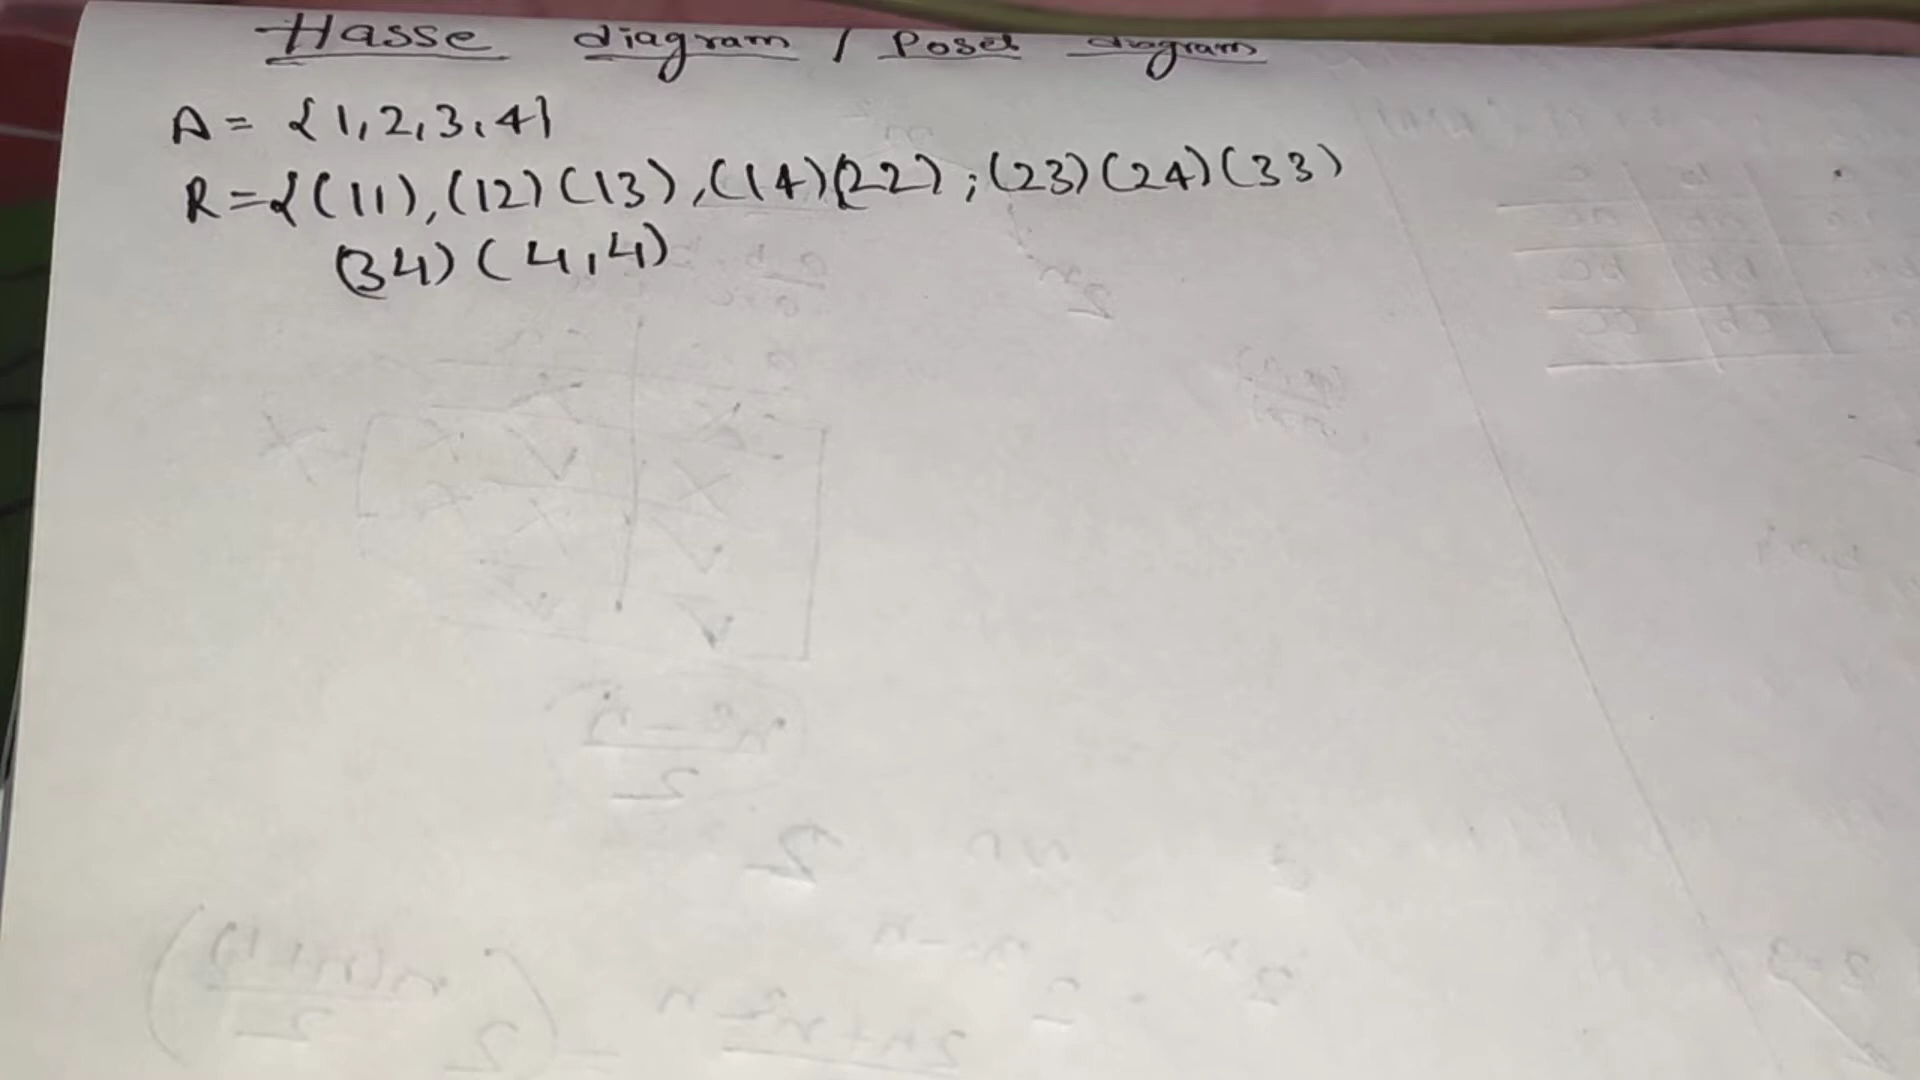 Hasse diagram / Poset diagram
A = {1,2,3,4}
R = {(11),(12)(13),(14)(22),(23)(24)(33)
(34)(4,4)